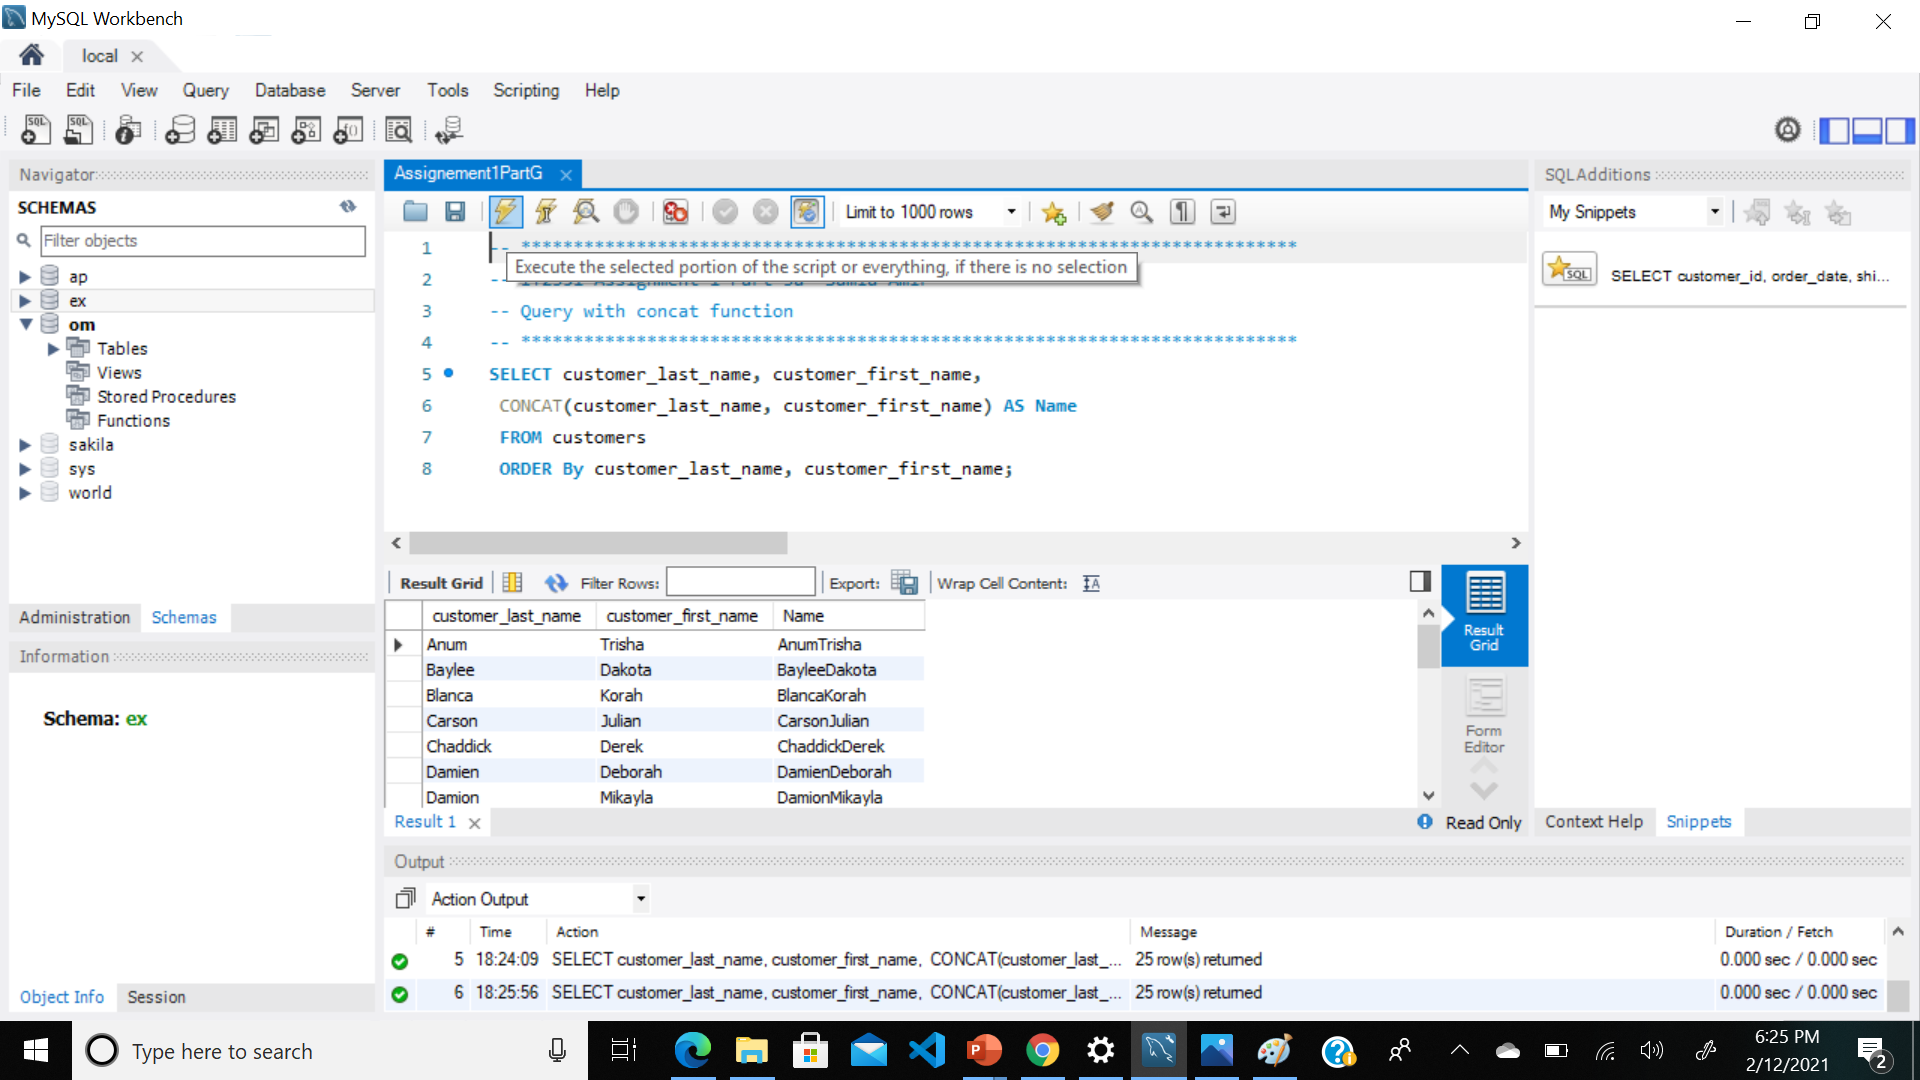 MySQL Workbench
local
File Edit View Query Database Server Tools Scripting Help
Navigator
SCHEMAS
Filter objects
ap
ex
om
Tables
Views
Stored Procedures
Functions
sakila
sys
world
Administration Schemas
Information
Schema: ex
Object Info Session
Assignement1PartG
Limit to 1000 rows
1 -- **************************************************************************
Execute the selected portion of the script or everything, if there is no selection
2 --
3 -- Query with concat function
4 -- **************************************************************************
5 SELECT customer_last_name, customer_first_name,
6 CONCAT(customer_last_name, customer_first_name) AS Name
7 FROM customers
8 ORDER By customer_last_name, customer_first_name;
Result Grid Filter Rows: Export: Wrap Cell Content:
customer_last_name customer_first_name Name
Anum Trisha AnumTrisha
Baylee Dakota BayleeDakota
Blanca Korah BlancaKorah
Carson Julian CarsonJulian
Chaddick Derek ChaddickDerek
Damien Deborah DamienDeborah
Damion Mikayla DamionMikayla
Result Grid
Form Editor
Result 1
Read Only
SQLAdditions
My Snippets
SQL SELECT customer_id, order_date, shi...
Context Help Snippets
Output
Action Output
# Time Action Message Duration / Fetch
5 18:24:09 SELECT customer_last_name, customer_first_name, CONCAT(customer_last_... 25 row(s) returned 0.000 sec / 0.000 sec
6 18:25:56 SELECT customer_last_name, customer_first_name, CONCAT(customer_last_... 25 row(s) returned 0.000 sec / 0.000 sec
Type here to search
6:25 PM
2/12/2021
2